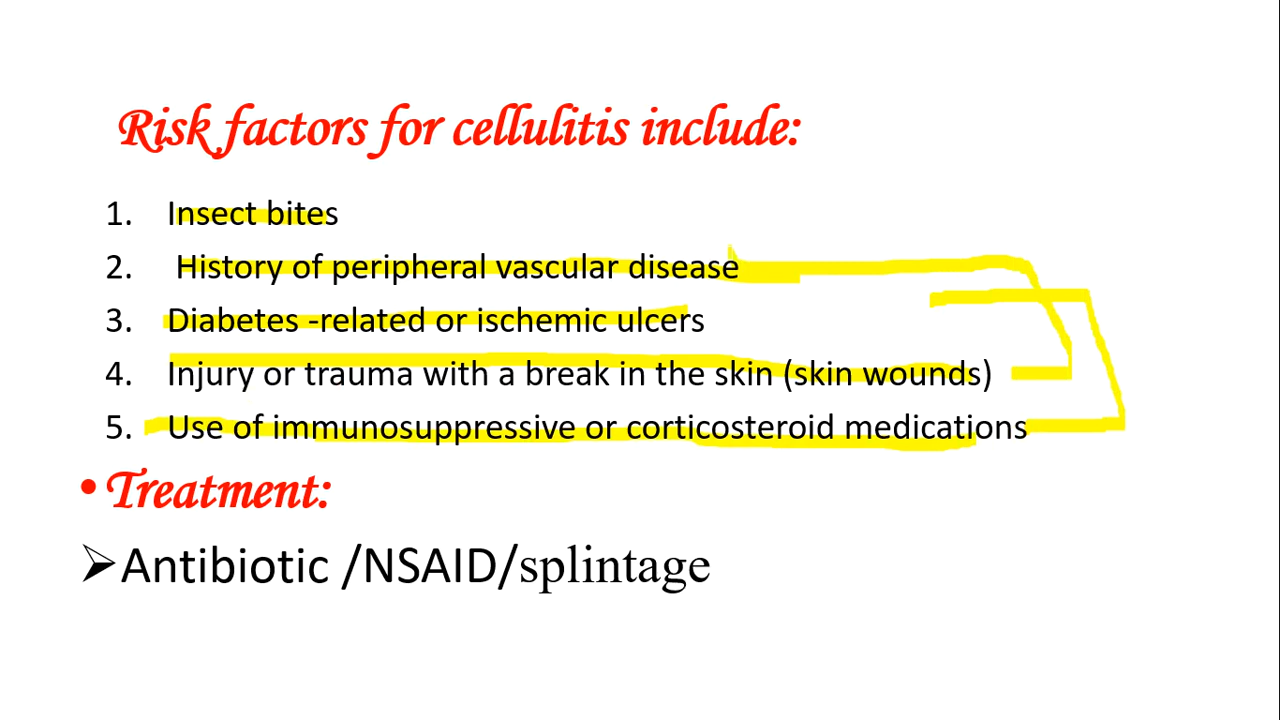 Risk factors for cellulitis include:
1. Insect bites
2. History of peripheral vascular disease
3. Diabetes -related or ischemic ulcers
4. Injury or trauma with a break in the skin (skin wounds)
5. Use of immunosuppressive or corticosteroid medications
• Treatment:
➢Antibiotic /NSAID/splintage